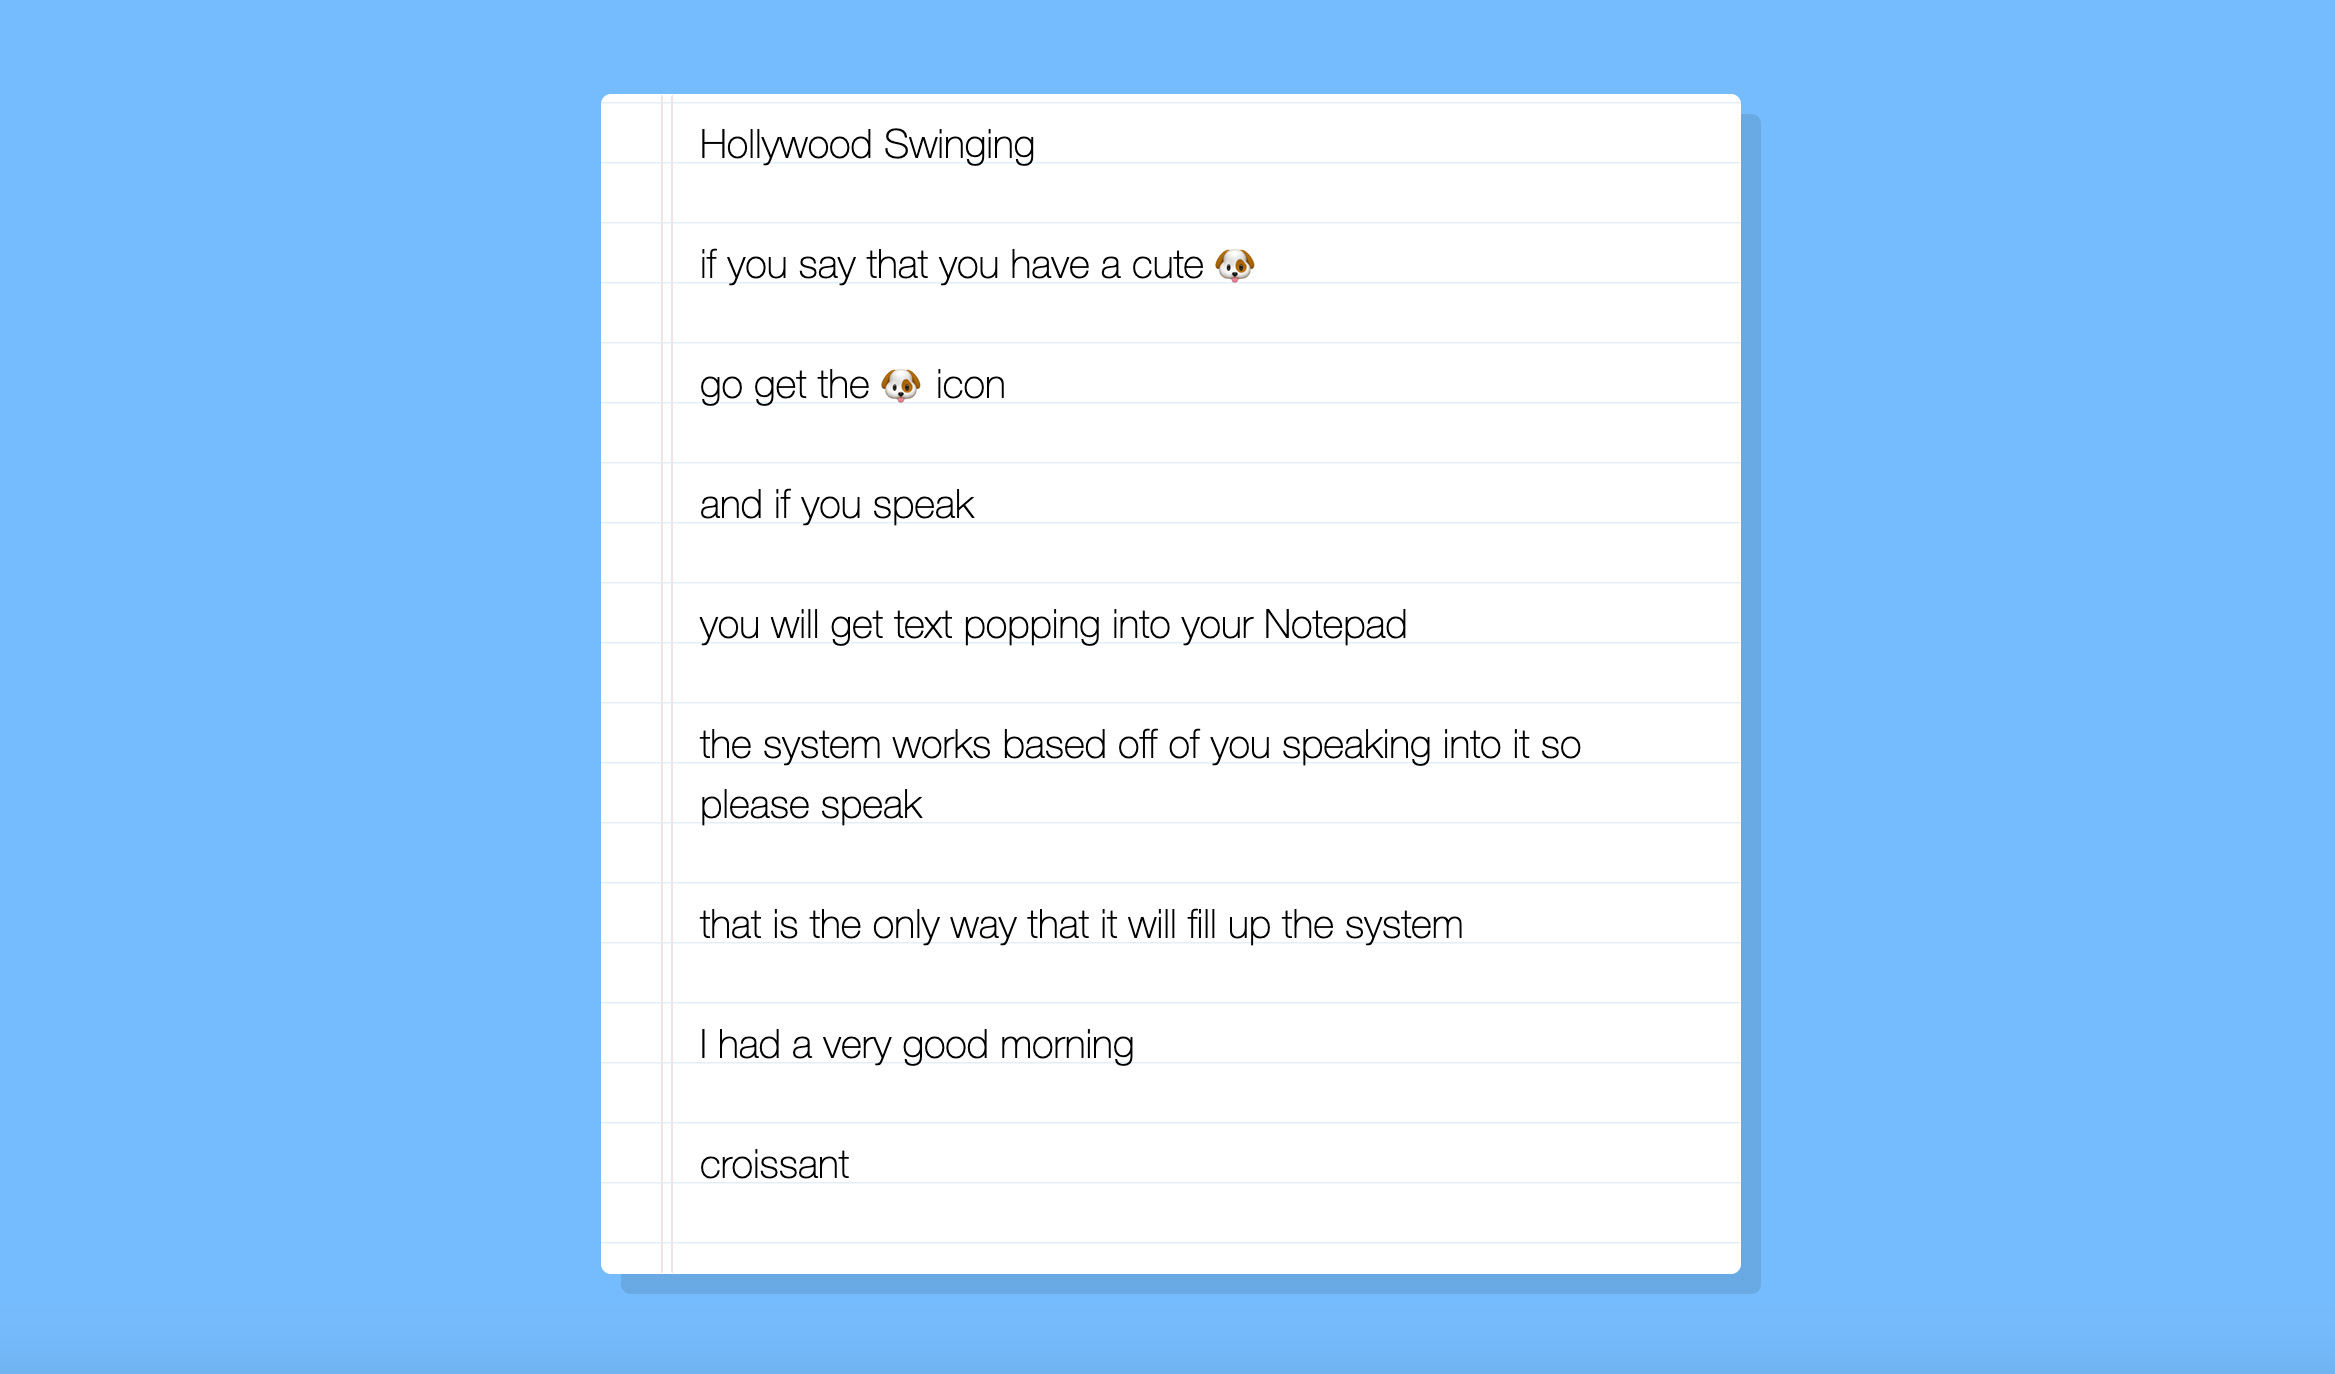 Hollywood Swinging
if you say that you have a cute 🐶
go get the 🐶 icon
and if you speak
you will get text popping into your Notepad
the system works based off of you speaking into it so
please speak
that is the only way that it will fill up the system
I had a very good morning
croissant